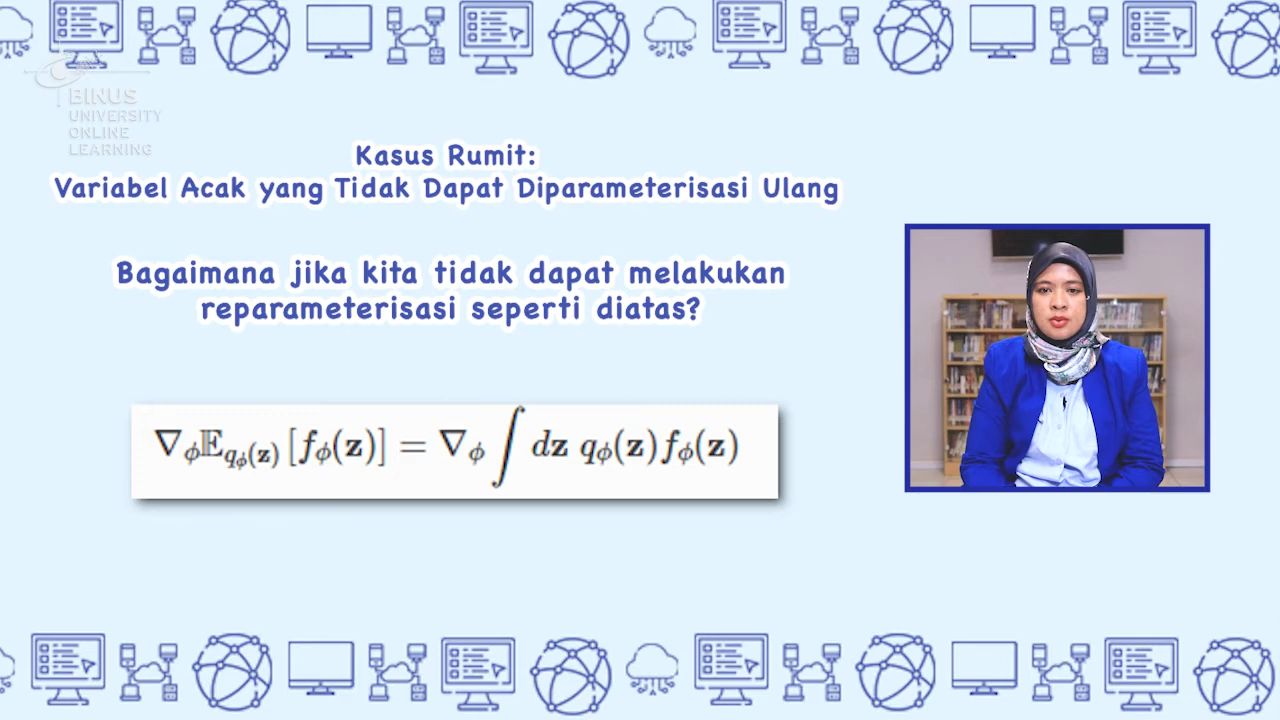 BINUS
UNIVERSITY
ONLINE
LEARNING
Kasus Rumit:
Variabel Acak yang Tidak Dapat Diparameterisasi Ulang
Bagaimana jika kita tidak dapat melakukan
reparameterisasi seperti diatas?
∇_ϕ 𝔼_{q_ϕ(𝐳)} [f_ϕ(𝐳)] = ∇_ϕ ∫ d𝐳 q_ϕ(𝐳) f_ϕ(𝐳)